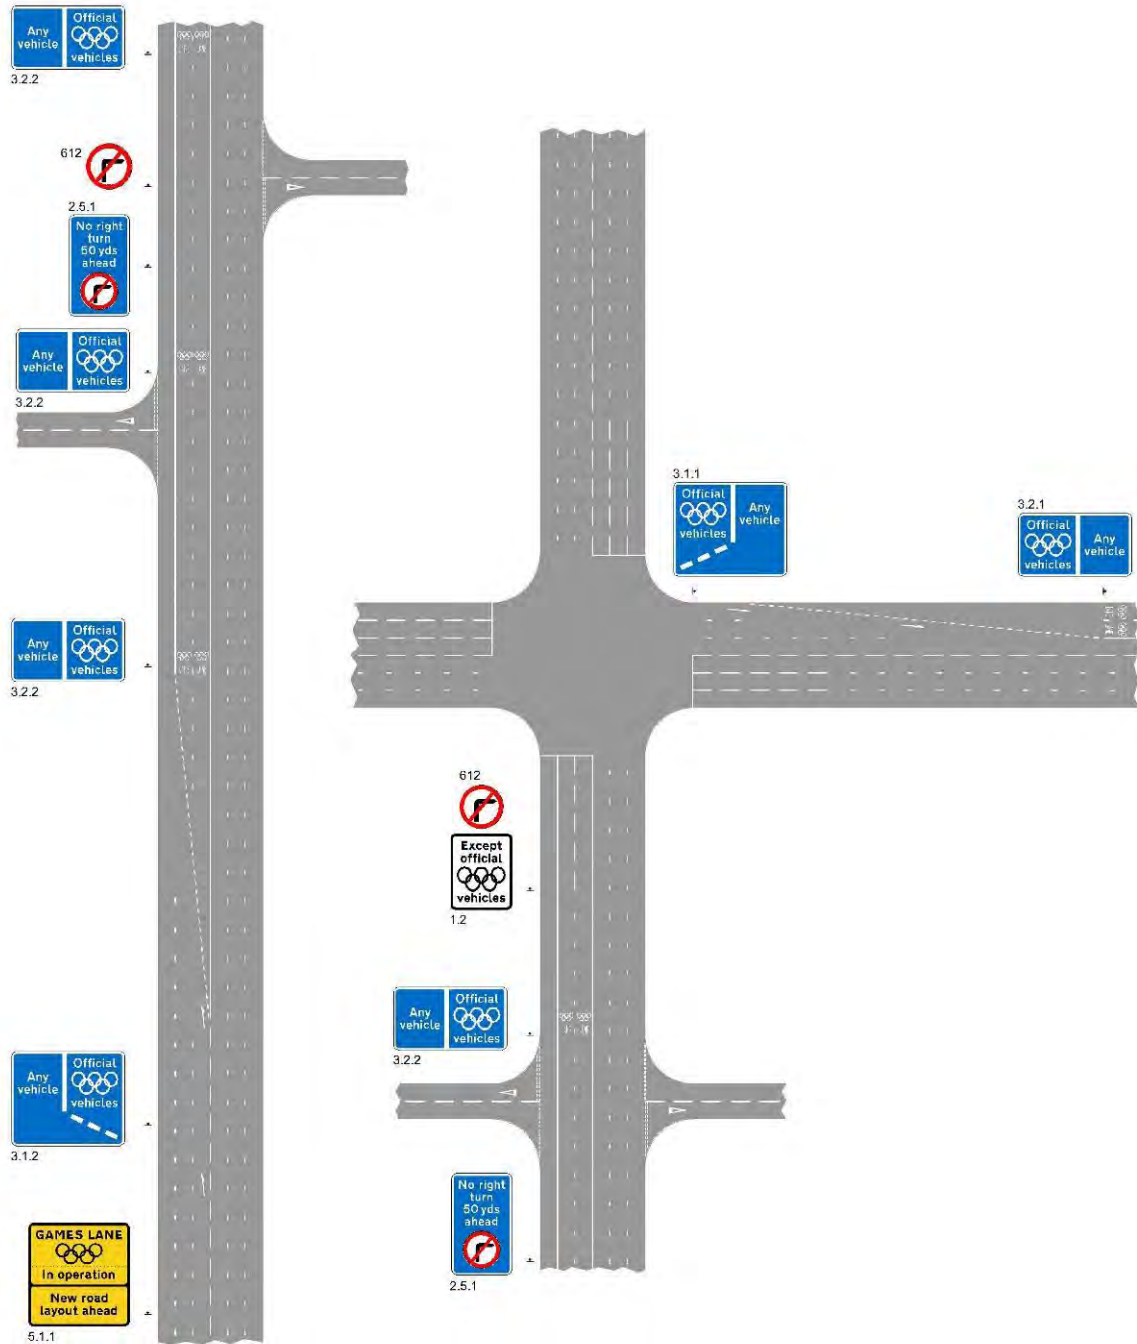 Any
vehicle
Official
vehicles
3.2.2
612
2.5.1
No right
turn
50 yds
ahead
Any
vehicle
Official
vehicles
3.2.2
Any
vehicle
Official
vehicles
3.2.2
Any
vehicle
Official
vehicles
3.1.2
GAMES LANE
In operation
New road
layout ahead
5.1.1
3.1.1
Official
vehicles
Any
vehicle
3.2.1
Official
vehicles
Any
vehicle
612
Except
official
vehicles
1.2
Any
vehicle
Official
vehicles
3.2.2
No right
turn
50 yds
ahead
2.5.1